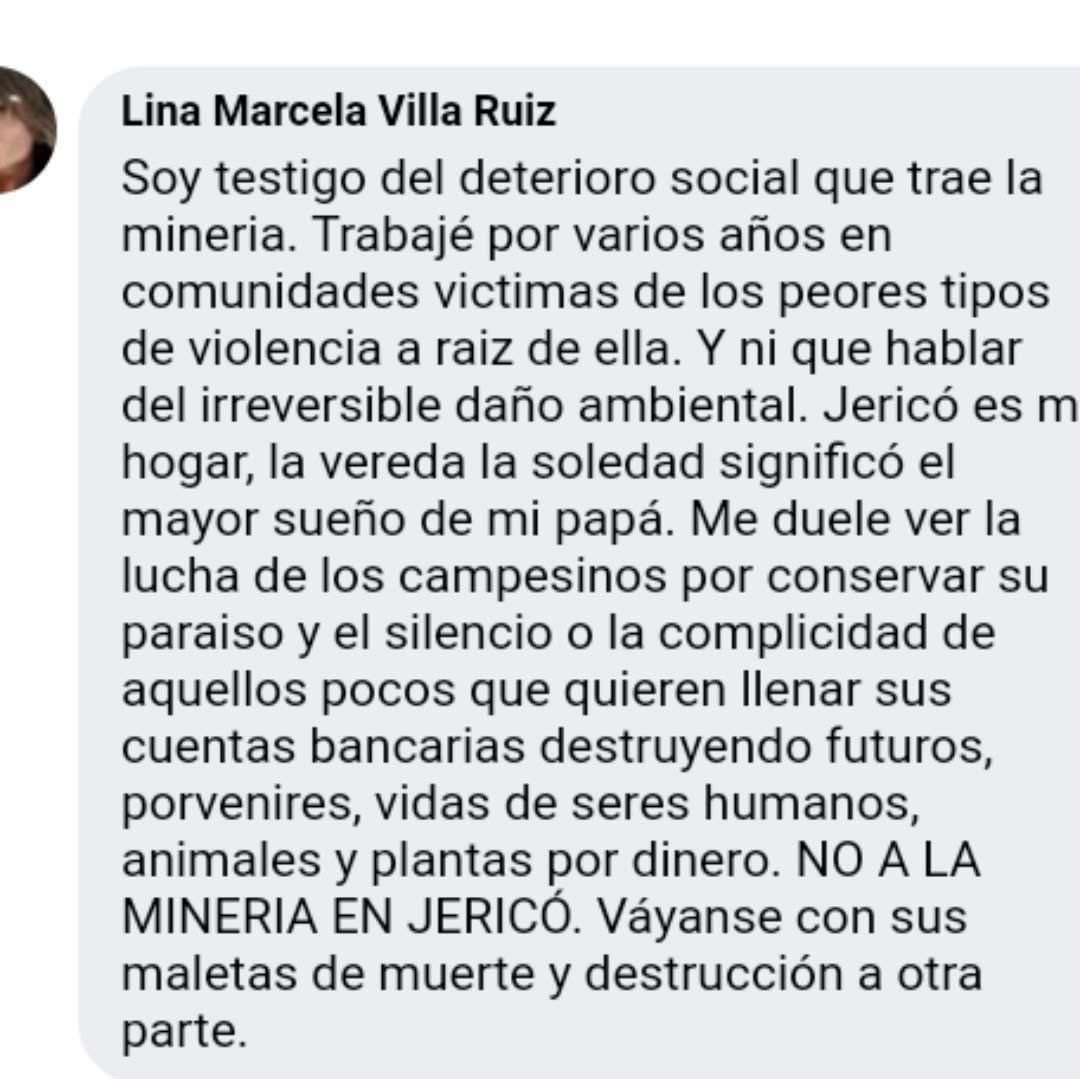 Lina Marcela Villa Ruiz
Soy testigo del deterioro social que trae la
mineria. Trabajé por varios años en
comunidades victimas de los peores tipos
de violencia a raiz de ella. Y ni que hablar
del irreversible daño ambiental. Jericó es m
hogar, la vereda la soledad significó el
mayor sueño de mi papá. Me duele ver la
lucha de los campesinos por conservar su
paraiso y el silencio o la complicidad de
aquellos pocos que quieren llenar sus
cuentas bancarias destruyendo futuros,
porvenires, vidas de seres humanos,
animales y plantas por dinero. NO A LA
MINERIA EN JERICÓ. Váyanse con sus
maletas de muerte y destrucción a otra
parte.